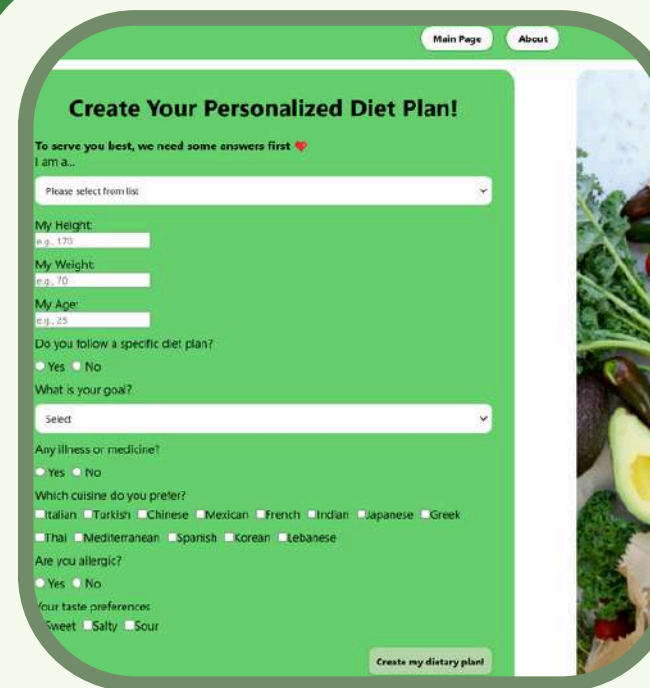 Main Page About
Create Your Personalized Diet Plan!
To serve you best, we need some answers first
I am a...
Please select from list
My Height:
e.g., 170
My Weight:
e.g., 70
My Age:
e.g., 25
Do you follow a specific diet plan?
Yes No
What is your goal?
Select
Any illness or medicine?
Yes No
Which cuisine do you prefer?
Italian Turkish Chinese Mexican French Indian Japanese Greek
Thai Mediterranean Spanish Korean Lebanese
Are you allergic?
Yes No
Your taste preferences
Sweet Salty Sour
Create my dietary plan!